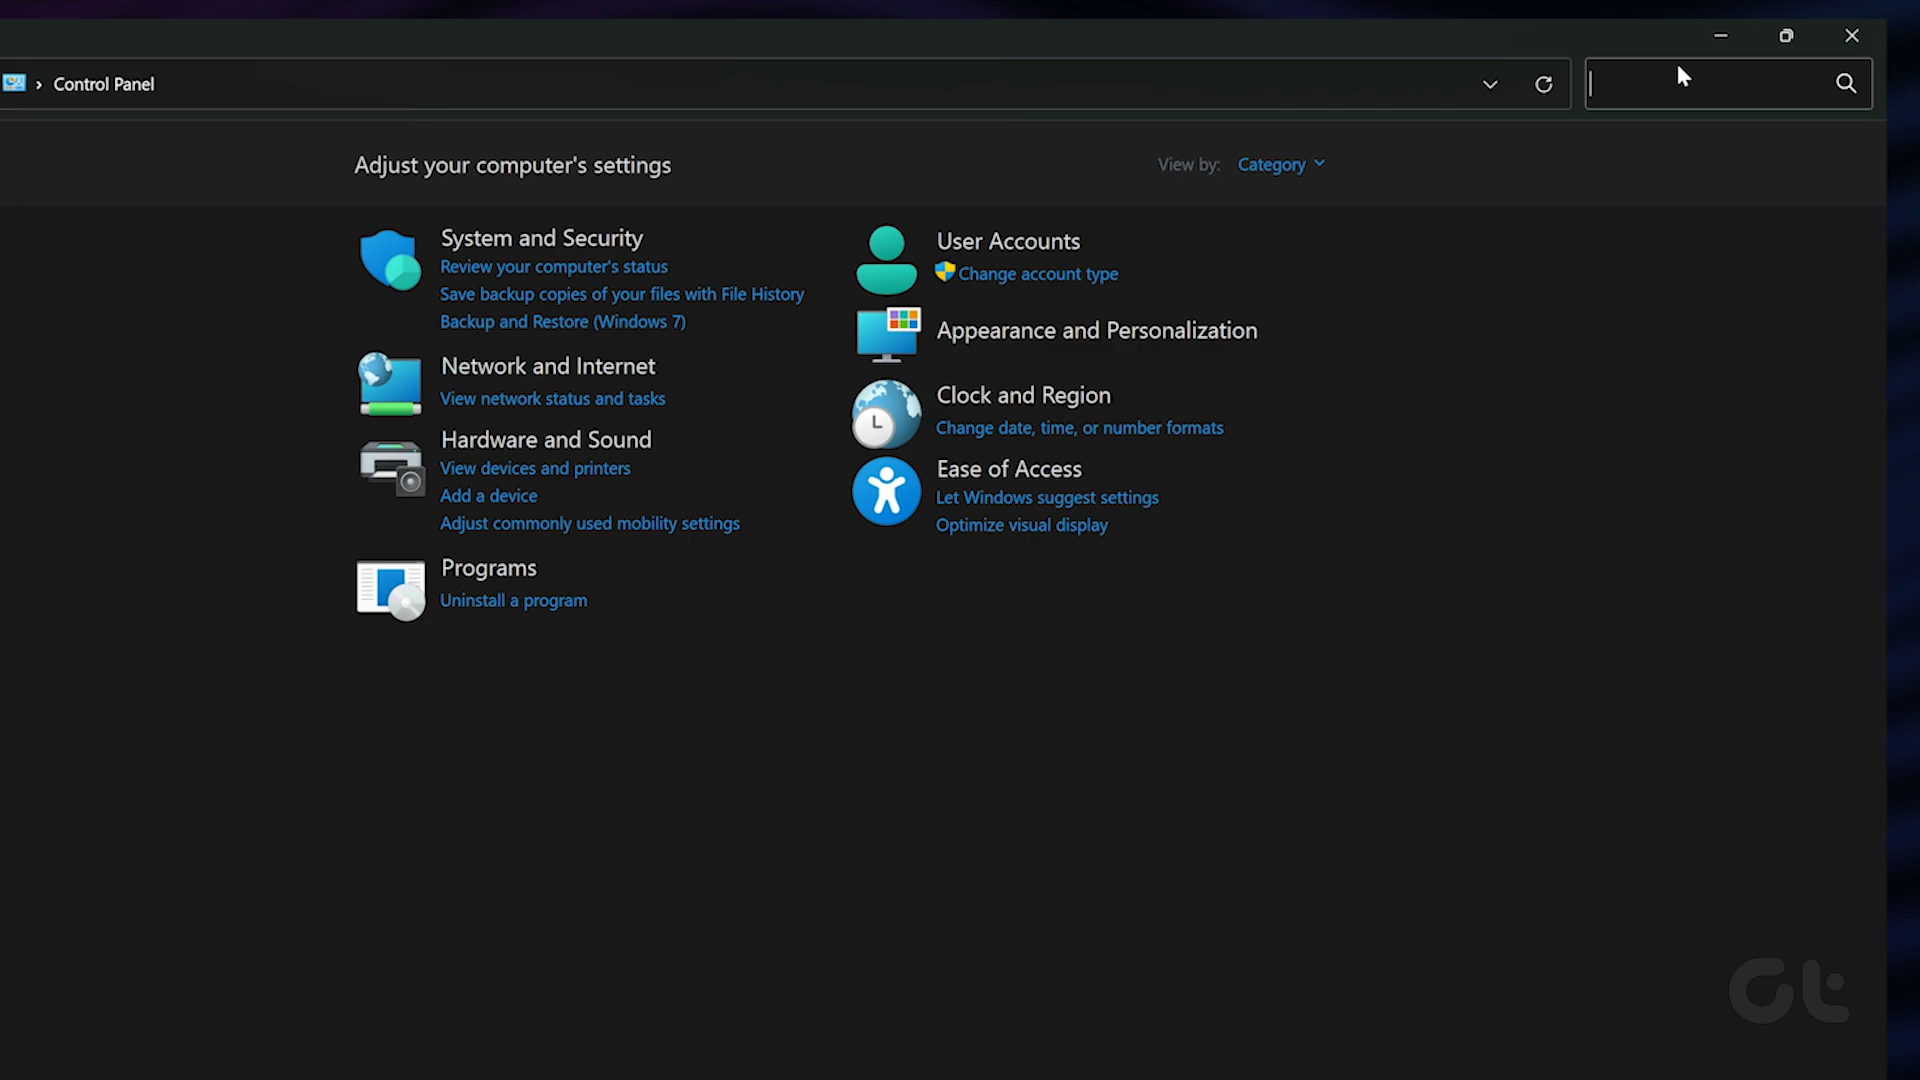 Control Panel
Adjust your computer's settings
View by: Category
System and Security
Review your computer's status
Save backup copies of your files with File History
Backup and Restore (Windows 7)
Network and Internet
View network status and tasks
Hardware and Sound
View devices and printers
Add a device
Adjust commonly used mobility settings
Programs
Uninstall a program
User Accounts
Change account type
Appearance and Personalization
Clock and Region
Change date, time, or number formats
Ease of Access
Let Windows suggest settings
Optimize visual display
Gt